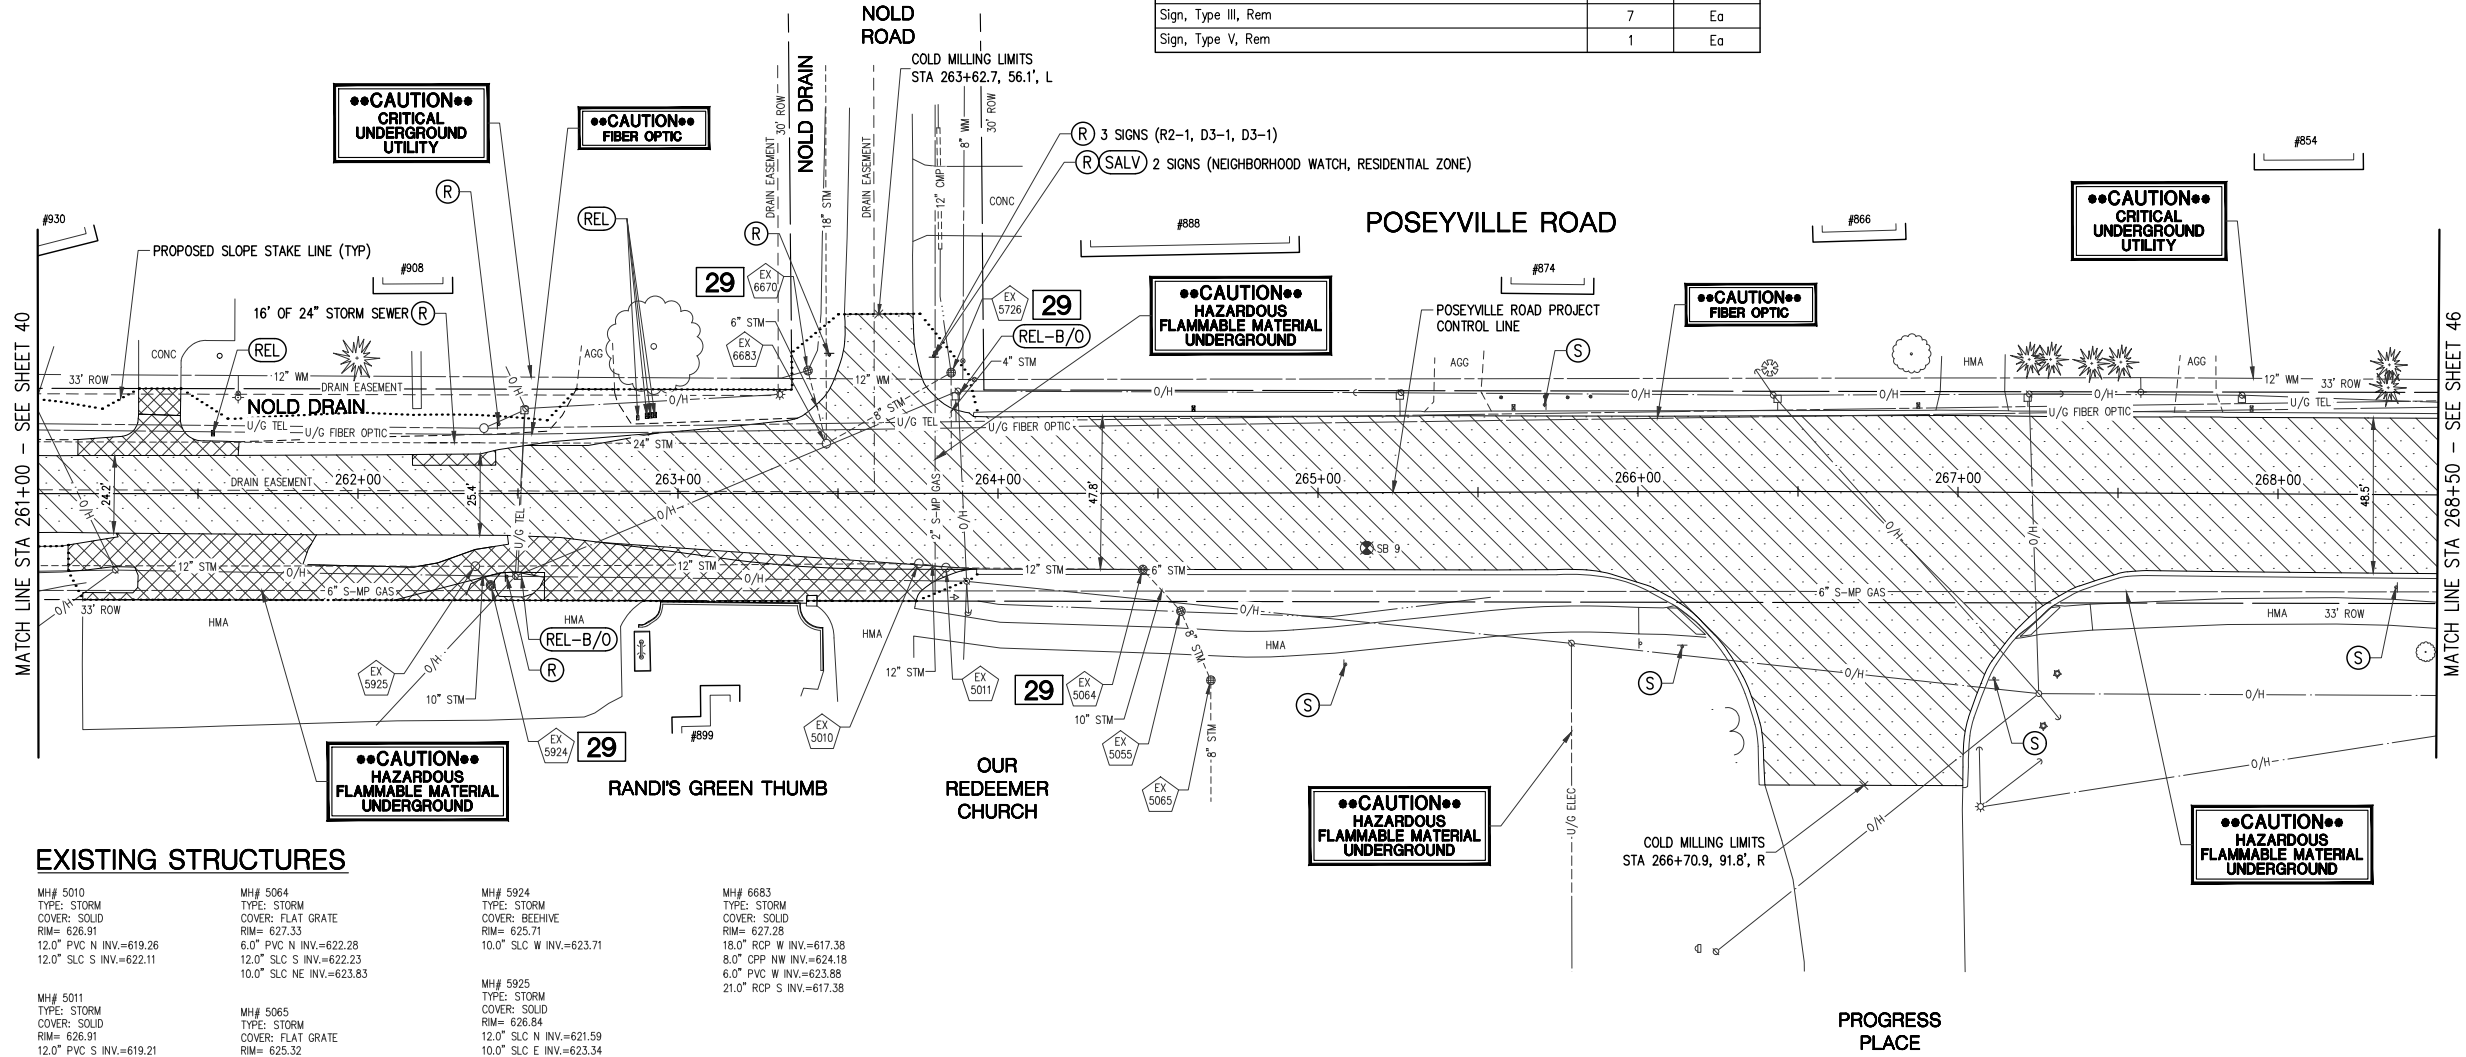 Sign, Type III, Rem 7 Ea
Sign, Type V, Rem 1 Ea
NOLD
ROAD
COLD MILLING LIMITS
STA 263+62.7, 56.1', L
NOLD DRAIN
30' ROW
DRAIN EASEMENT
18" STM
DRAIN EASEMENT
12" CMP
8" WM
30' ROW
CONC
••CAUTION••
CRITICAL
UNDERGROUND
UTILITY
••CAUTION••
FIBER OPTIC
R 3 SIGNS (R2-1, D3-1, D3-1)
R SALV 2 SIGNS (NEIGHBORHOOD WATCH, RESIDENTIAL ZONE)
POSEYVILLE ROAD
#854
••CAUTION••
CRITICAL
UNDERGROUND
UTILITY
#930
#908
#888
#874
#866
R
REL
R
PROPOSED SLOPE STAKE LINE (TYP)
16' OF 24" STORM SEWER R
29
EX
6670
EX
5726
29
REL-B/O
4" STM
6" STM
EX
6683
••CAUTION••
HAZARDOUS
FLAMMABLE MATERIAL
UNDERGROUND
POSEYVILLE ROAD PROJECT
CONTROL LINE
••CAUTION••
FIBER OPTIC
S
CONC
REL
AGG
AGG
HMA
AGG
33' ROW
12" WM
DRAIN EASEMENT
O/H
O/H
12" WM
O/H
O/H
O/H
O/H
12" WM
33' ROW
NOLD DRAIN
U/G TEL
U/G FIBER OPTIC
24" STM
8" STM
U/G TEL
U/G FIBER OPTIC
U/G FIBER OPTIC
U/G TEL
MATCH LINE STA 261+00 - SEE SHEET 40
MATCH LINE STA 268+50 - SEE SHEET 46
DRAIN EASEMENT
262+00
263+00
264+00
265+00
266+00
267+00
268+00
24.2'
25.4'
47.8'
48.5'
O/H
U/G TEL
O/H
2" S-MP GAS
O/H
O/H
O/H
SB 9
12" STM
O/H
12" STM
O/H
12" STM
6" STM
6" S-MP GAS
6" S-MP GAS
O/H
33' ROW
HMA
HMA
HMA
HMA
HMA
33' ROW
O/H
O/H
O/H
O/H
REL-B/O
R
EX
5925
10" STM
EX
5924
29
#899
EX
5010
12" STM
EX
5011
29
EX
5064
10" STM
EX
5055
8" STM
EX
5065
8" STM
S
S
S
S
O/H
O/H
U/G ELEC
••CAUTION••
HAZARDOUS
FLAMMABLE MATERIAL
UNDERGROUND
RANDI'S GREEN THUMB
OUR
REDEEMER
CHURCH
••CAUTION••
HAZARDOUS
FLAMMABLE MATERIAL
UNDERGROUND
COLD MILLING LIMITS
STA 266+70.9, 91.8', R
••CAUTION••
HAZARDOUS
FLAMMABLE MATERIAL
UNDERGROUND
PROGRESS
PLACE
EXISTING STRUCTURES
MH# 5010
TYPE: STORM
COVER: SOLID
RIM= 626.91
12.0" PVC N INV.=619.26
12.0" SLC S INV.=622.11
MH# 5011
TYPE: STORM
COVER: SOLID
RIM= 626.91
12.0" PVC S INV.=619.21
MH# 5064
TYPE: STORM
COVER: FLAT GRATE
RIM= 627.33
6.0" PVC N INV.=622.28
12.0" SLC S INV.=622.23
10.0" SLC NE INV.=623.83
MH# 5065
TYPE: STORM
COVER: FLAT GRATE
RIM= 625.32
MH# 5924
TYPE: STORM
COVER: BEEHIVE
RIM= 625.71
10.0" SLC W INV.=623.71
MH# 5925
TYPE: STORM
COVER: SOLID
RIM= 626.84
12.0" SLC N INV.=621.59
10.0" SLC E INV.=623.34
MH# 6683
TYPE: STORM
COVER: SOLID
RIM= 627.28
18.0" RCP W INV.=617.38
8.0" CPP NW INV.=624.18
6.0" PVC W INV.=623.88
21.0" RCP S INV.=617.38